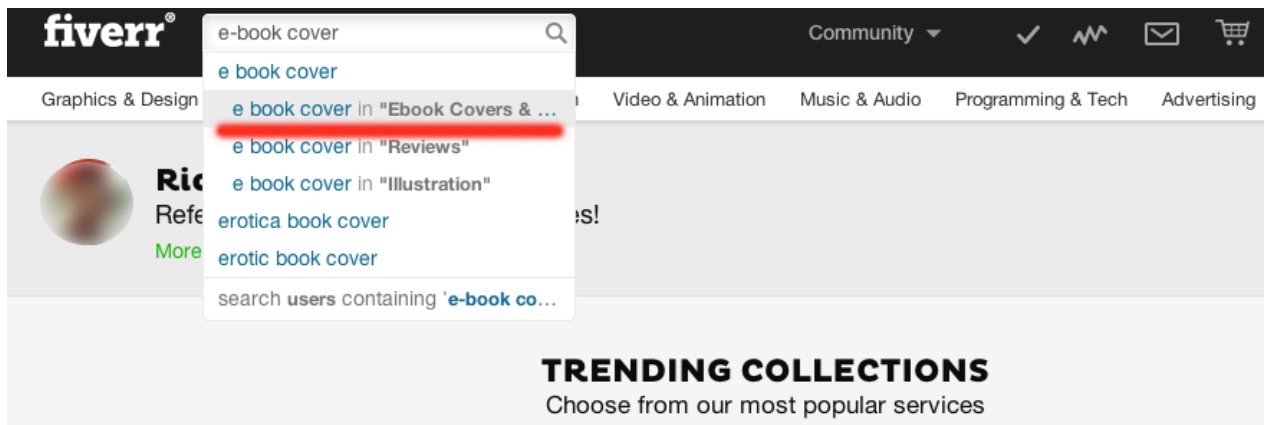 fiverr®
e-book cover
Community
e book cover
Graphics & Design
e book cover in "Ebook Covers & ...
Video & Animation
Music & Audio
Programming & Tech
Advertising
e book cover in "Reviews"
e book cover in "Illustration"
erotica book cover
erotic book cover
More
search users containing 'e-book co...
TRENDING COLLECTIONS
Choose from our most popular services